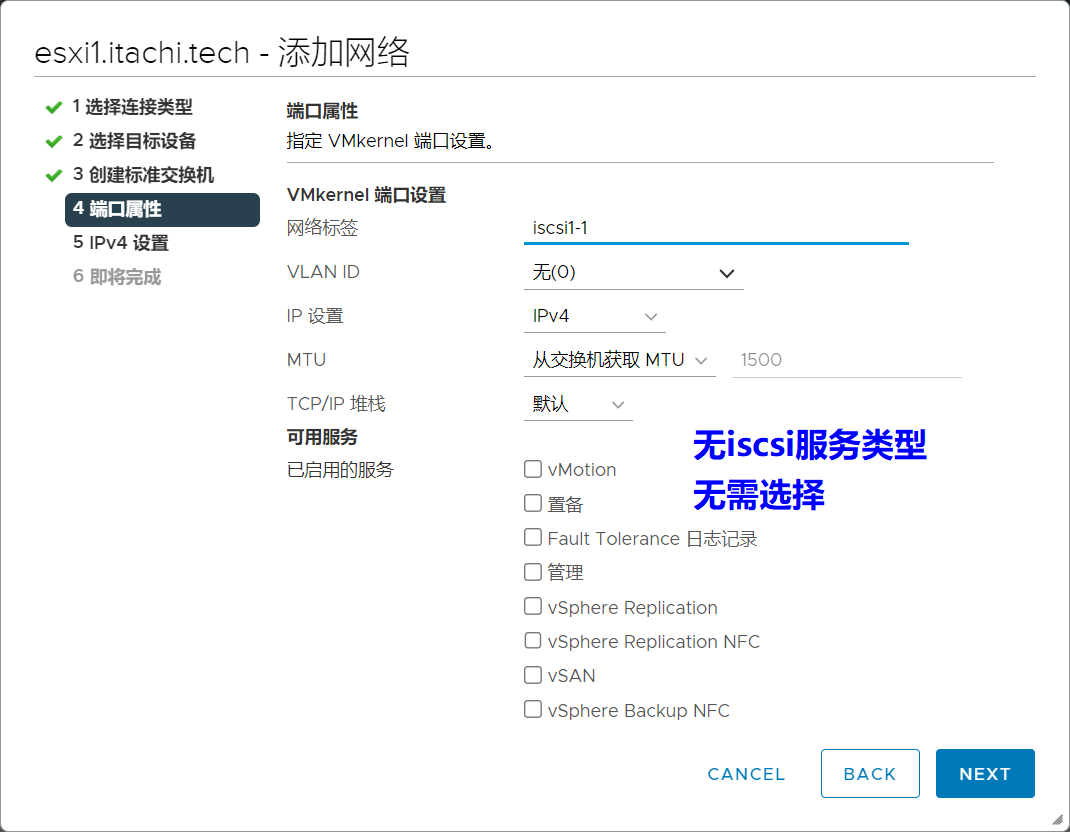 esxi1.itachi.tech - 添加网络
1 选择连接类型
2 选择目标设备
3 创建标准交换机
4 端口属性
5 IPv4 设置
6 即将完成
端口属性
指定 VMkernel 端口设置。
VMkernel 端口设置
网络标签 iscsi1-1
VLAN ID 无(0)
IP 设置 IPv4
MTU 从交换机获取 MTU 1500
TCP/IP 堆栈 默认
可用服务
已启用的服务
无iscsi服务类型
无需选择
vMotion
置备
Fault Tolerance 日志记录
管理
vSphere Replication
vSphere Replication NFC
vSAN
vSphere Backup NFC
CANCEL BACK NEXT